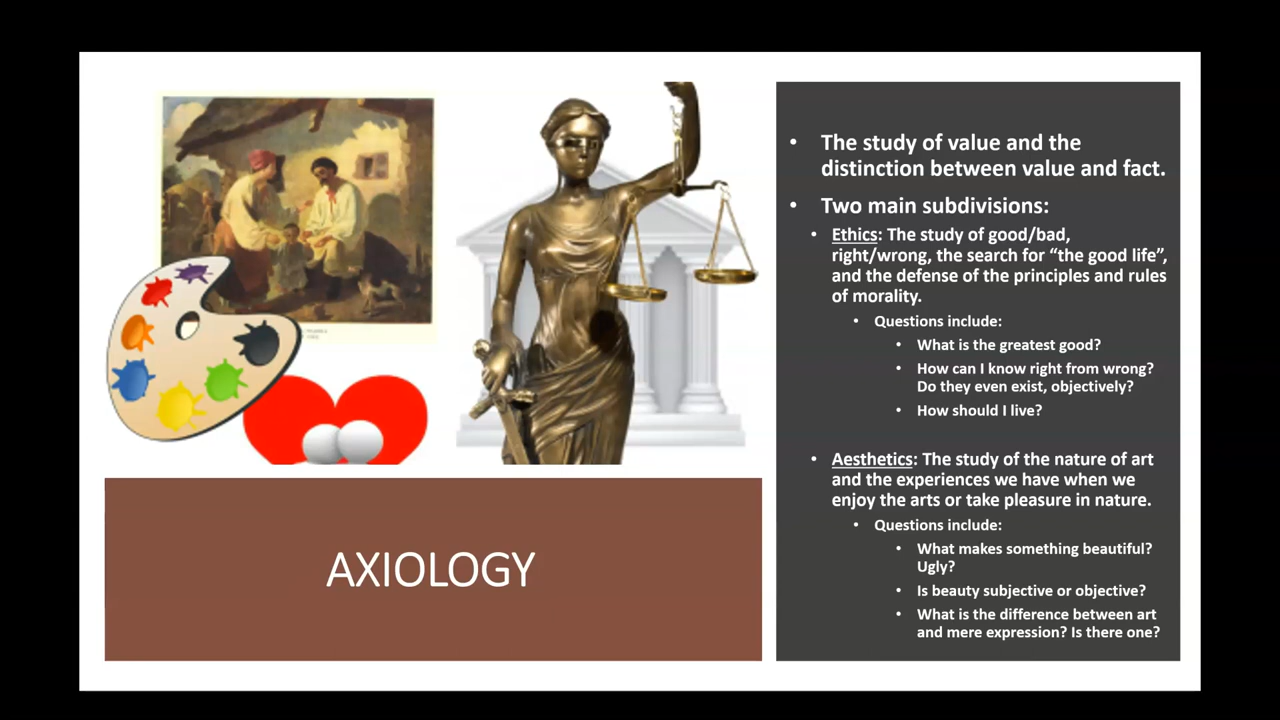 • The study of value and the
distinction between value and fact.
• Two main subdivisions:
• Ethics: The study of good/bad,
right/wrong, the search for “the good life”,
and the defense of the principles and rules
of morality.
• Questions include:
• What is the greatest good?
• How can I know right from wrong?
Do they even exist, objectively?
• How should I live?
• Aesthetics: The study of the nature of art
and the experiences we have when we
enjoy the arts or take pleasure in nature.
• Questions include:
• What makes something beautiful?
Ugly?
• Is beauty subjective or objective?
• What is the difference between art
and mere expression? Is there one?
AXIOLOGY